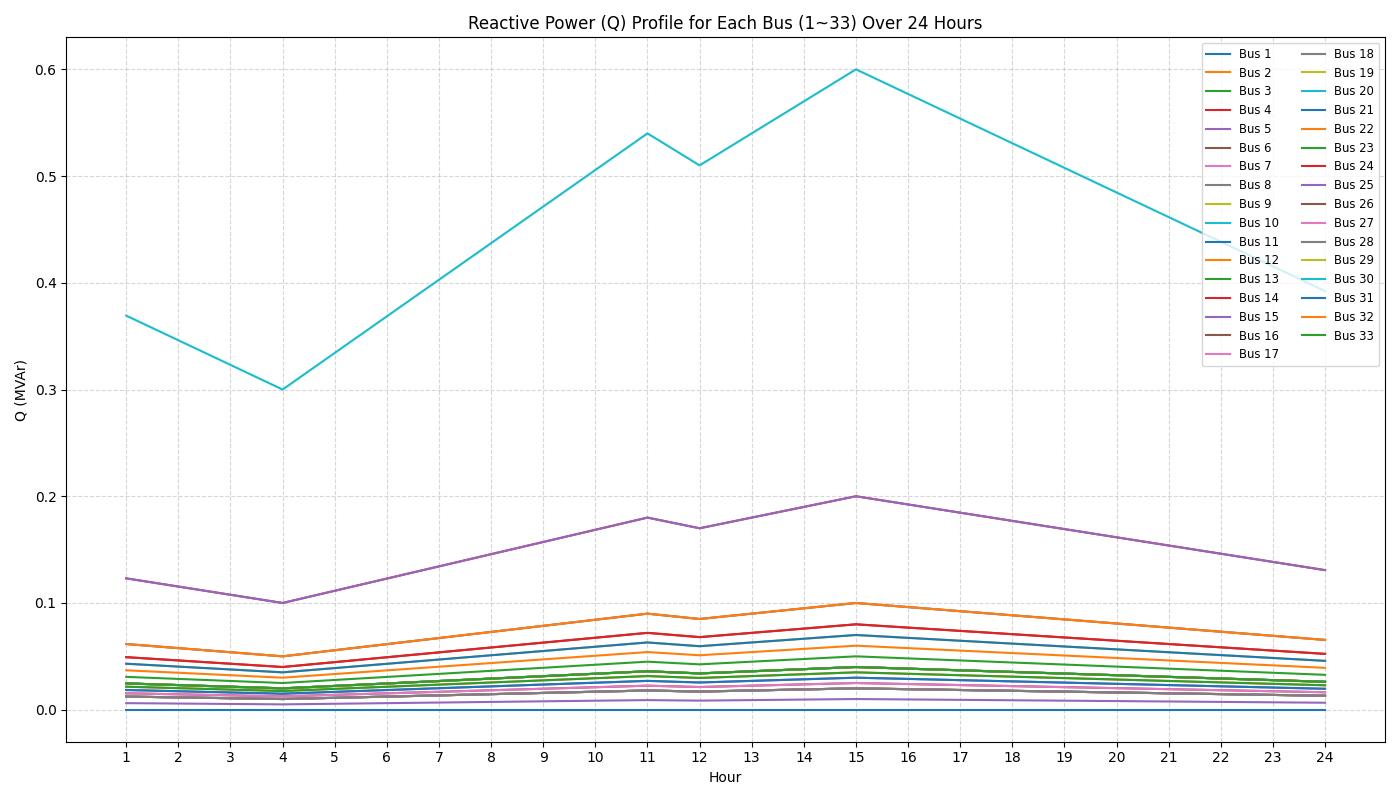 Reactive Power (Q) Profile for Each Bus (1~33) Over 24 Hours
Q (MVAr)
0.6
0.5
0.4
0.3
0.2
0.1
0.0
Bus 1
Bus 2
Bus 3
Bus 4
Bus 5
Bus 6
Bus 7
Bus 8
Bus 9
Bus 10
Bus 11
Bus 12
Bus 13
Bus 14
Bus 15
Bus 16
Bus 17
Bus 18
Bus 19
Bus 20
Bus 21
Bus 22
Bus 23
Bus 24
Bus 25
Bus 26
Bus 27
Bus 28
Bus 29
Bus 30
Bus 31
Bus 32
Bus 33
1 2 3 4 5 6 7 8 9 10 11 12 13 14 15 16 17 18 19 20 21 22 23 24
Hour